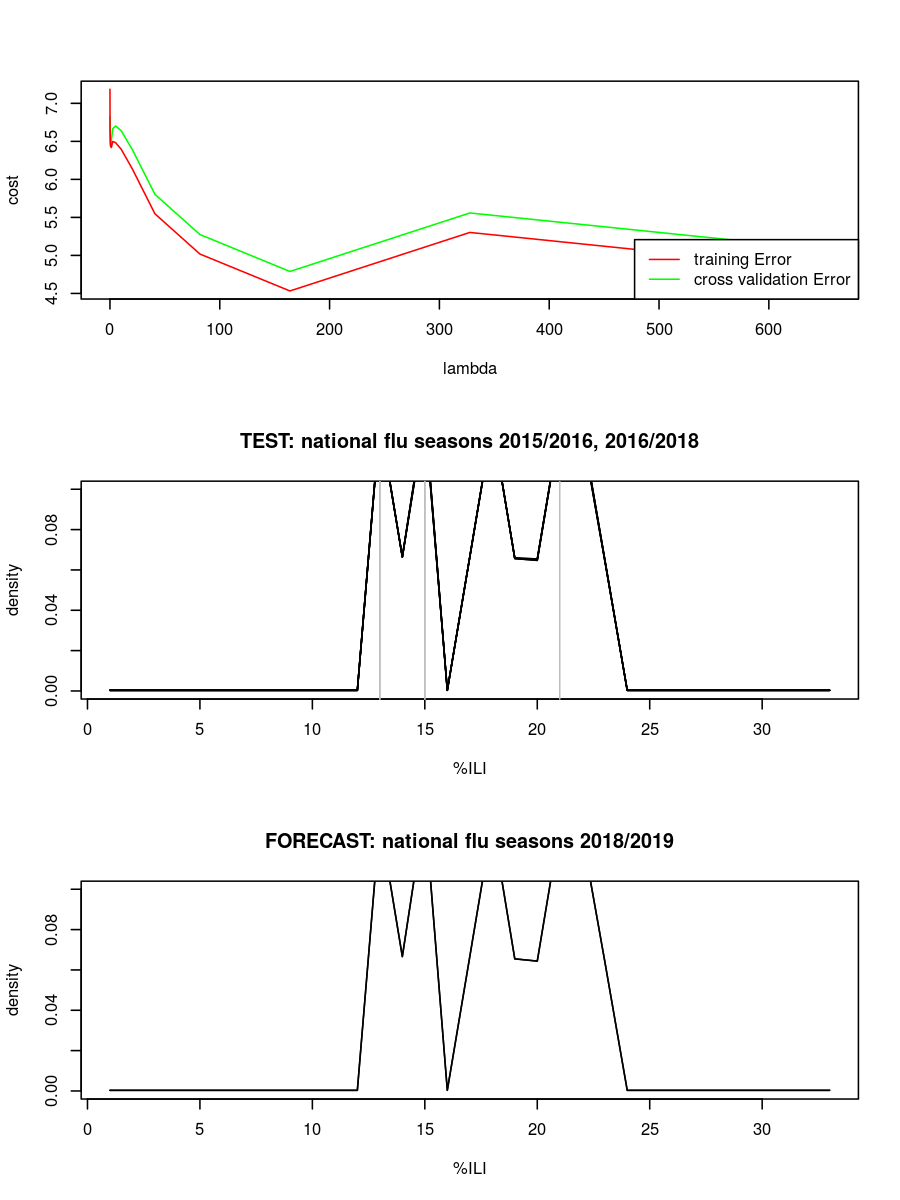 7.0
6.5
6.0
5.5
5.0
4.5
cost
training Error
cross validation Error
0 100 200 300 400 500 600
lambda
TEST: national flu seasons 2015/2016, 2016/2018
0.08
0.04
0.00
density
0 5 10 15 20 25 30
%ILI
FORECAST: national flu seasons 2018/2019
0.08
0.04
0.00
density
0 5 10 15 20 25 30
%ILI